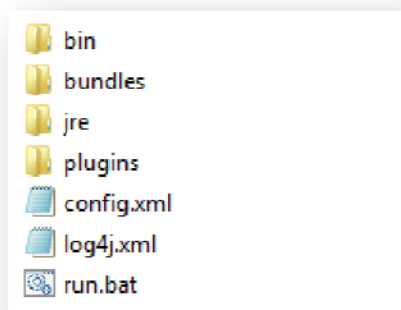 bin
bundles
jre
plugins
config.xml
log4j.xml
run.bat